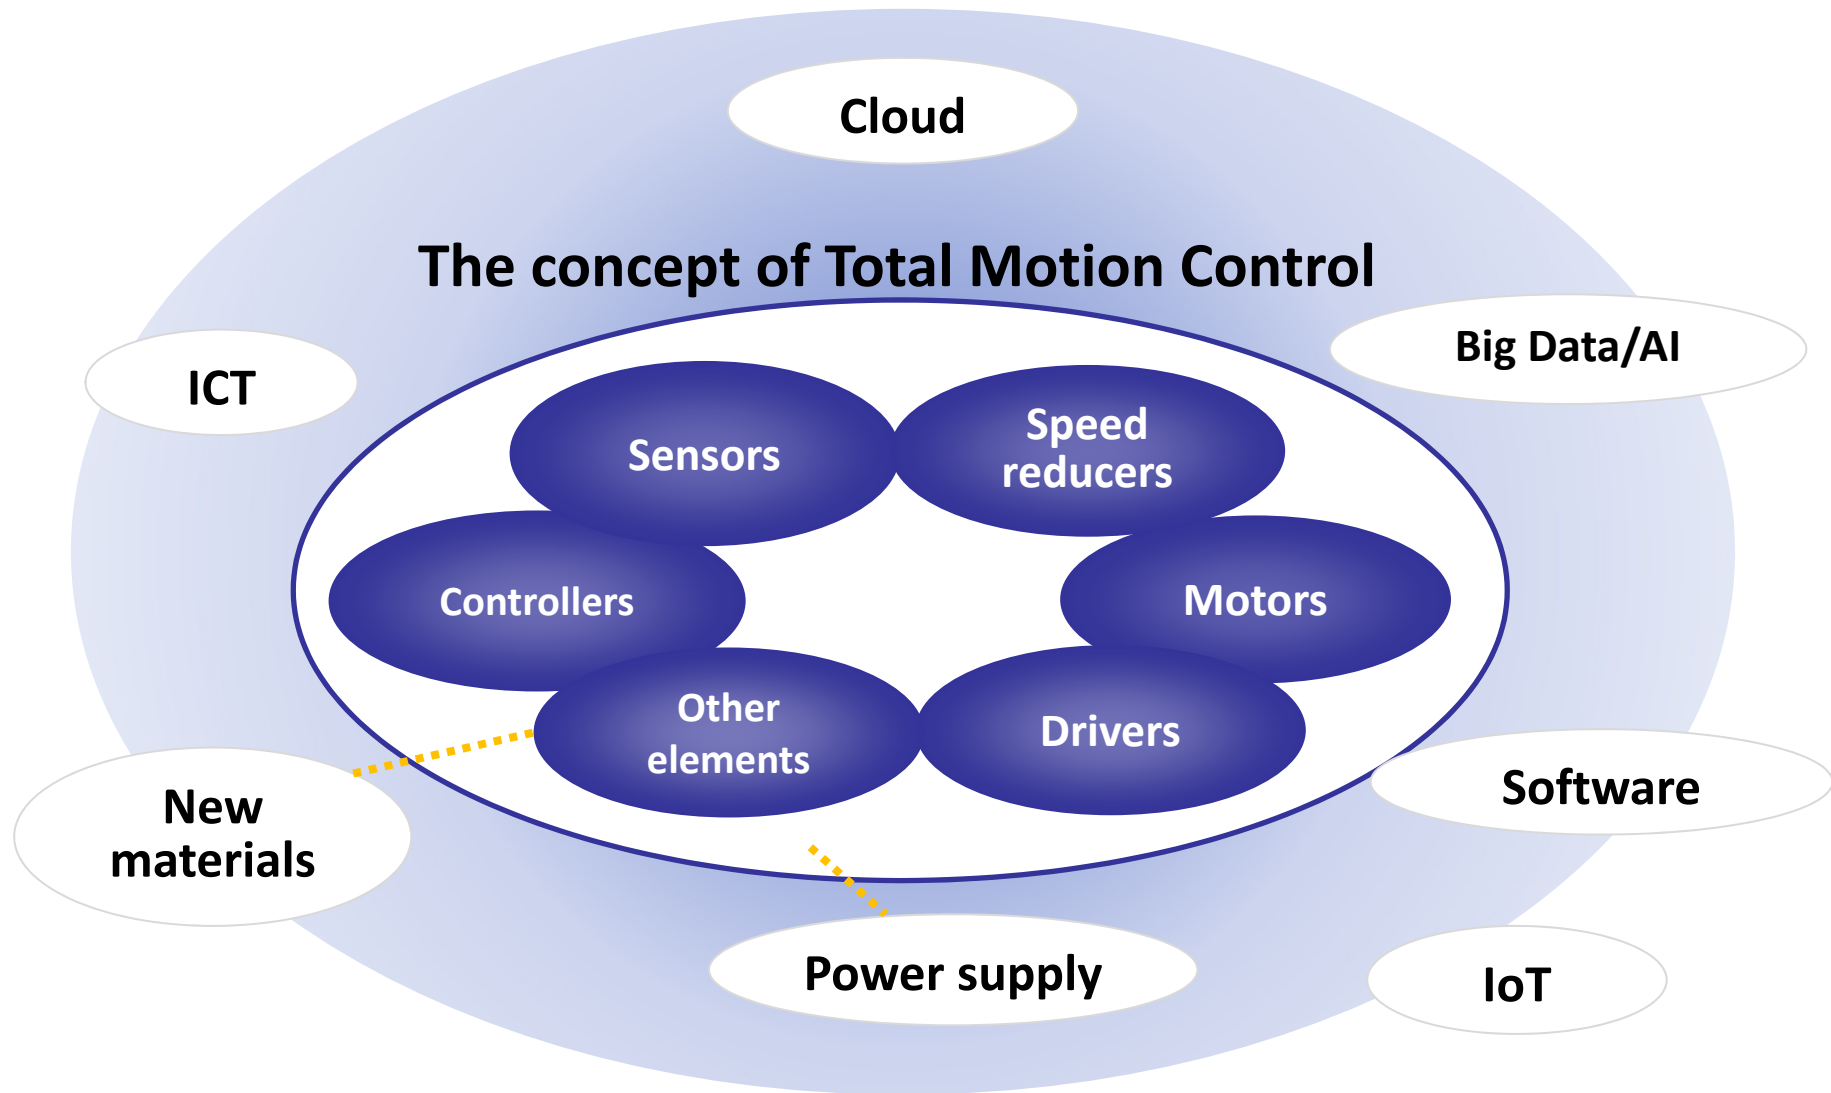 Cloud
The concept of Total Motion Control
Big Data/AI
ICT
Sensors
Speed
reducers
Controllers
Motors
Other
elements
Drivers
New
materials
Software
Power supply
IoT